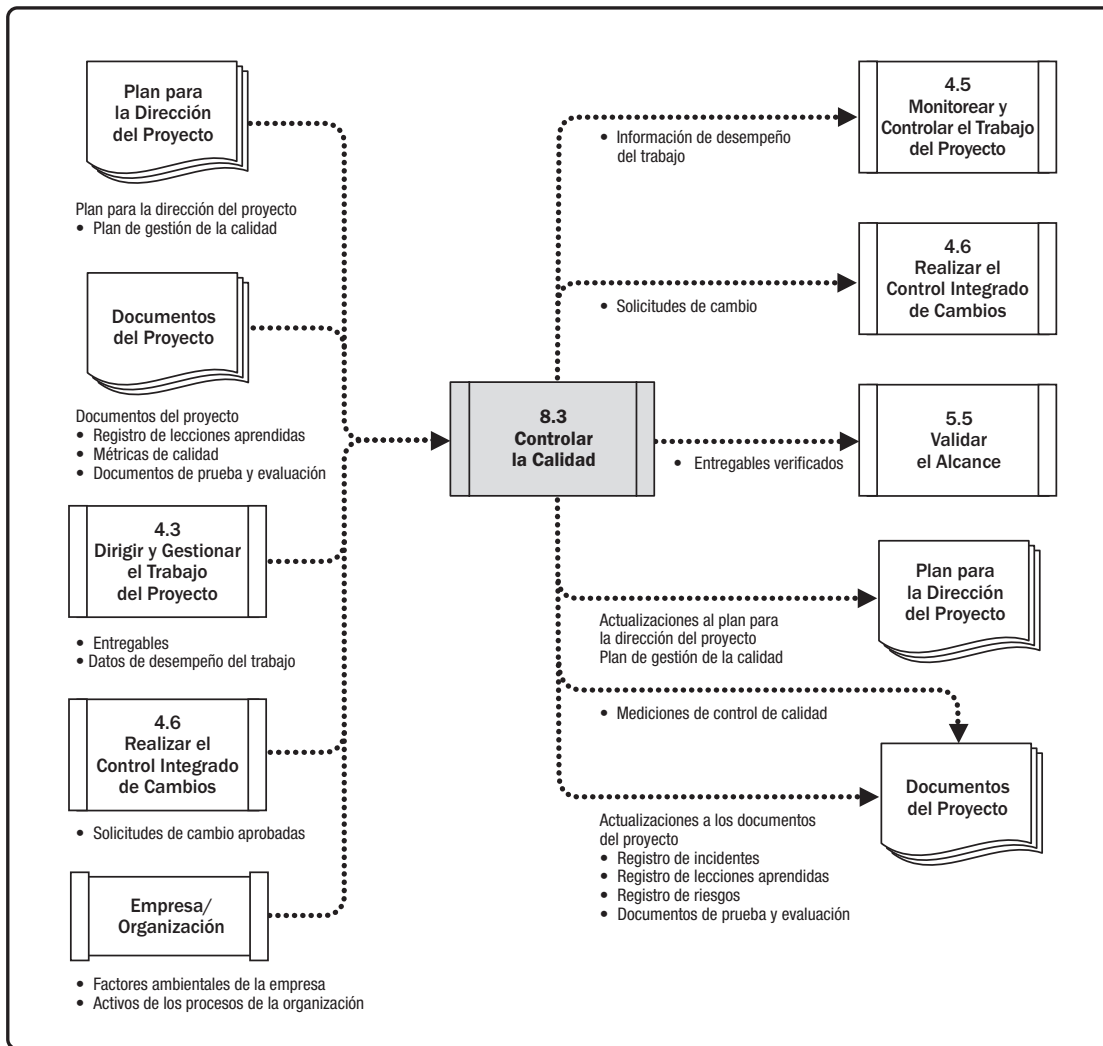 Plan para
la Dirección
del Proyecto
Plan para la dirección del proyecto
• Plan de gestión de la calidad
Documentos
del Proyecto
Documentos del proyecto
• Registro de lecciones aprendidas
• Métricas de calidad
• Documentos de prueba y evaluación
4.3
Dirigir y Gestionar
el Trabajo
del Proyecto
• Entregables
• Datos de desempeño del trabajo
4.6
Realizar el
Control Integrado
de Cambios
• Solicitudes de cambio aprobadas
Empresa/
Organización
• Factores ambientales de la empresa
• Activos de los procesos de la organización
8.3
Controlar
la Calidad
• Información de desempeño
del trabajo
4.5
Monitorear y
Controlar el Trabajo
del Proyecto
• Solicitudes de cambio
4.6
Realizar el
Control Integrado
de Cambios
• Entregables verificados
5.5
Validar
el Alcance
Actualizaciones al plan para
la dirección del proyecto
Plan de gestión de la calidad
Plan para
la Dirección
del Proyecto
• Mediciones de control de calidad
Documentos
del Proyecto
Actualizaciones a los documentos
del proyecto
• Registro de incidentes
• Registro de lecciones aprendidas
• Registro de riesgos
• Documentos de prueba y evaluación